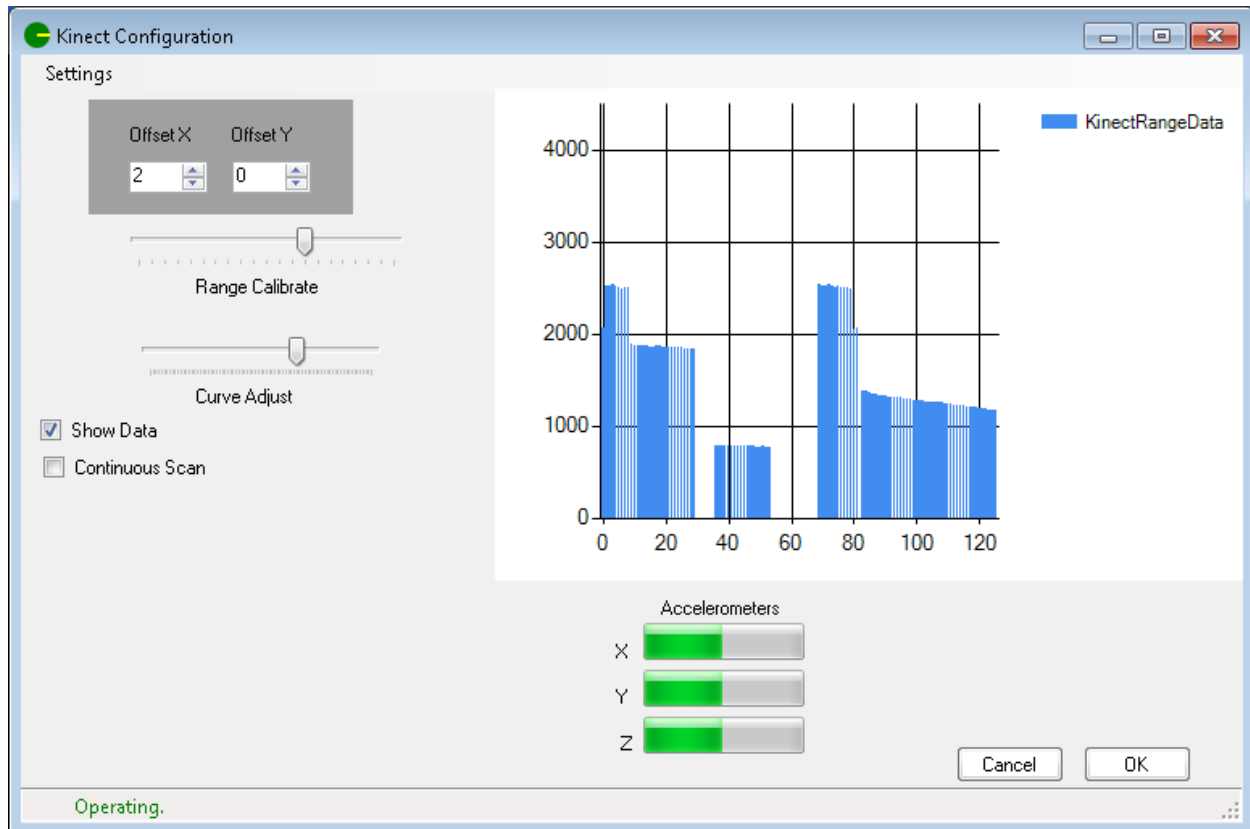 Kinect Configuration
Settings
Offset X Offset Y
2 0
Range Calibrate
Curve Adjust
Show Data
Continuous Scan
4000
3000
2000
1000
0
0 20 40 60 80 100 120
KinectRangeData
Accelerometers
X
Y
Z
Cancel OK
Operating.